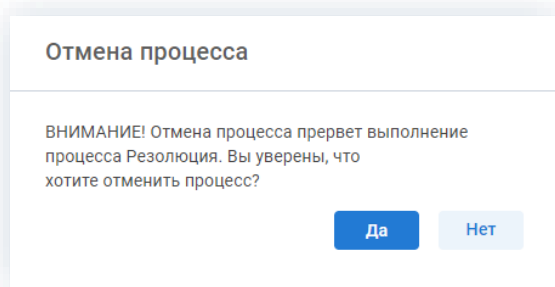 Отмена процесса
ВНИМАНИЕ! Отмена процесса прервет выполнение
процесса Резолюция. Вы уверены, что
хотите отменить процесс?
Да
Нет